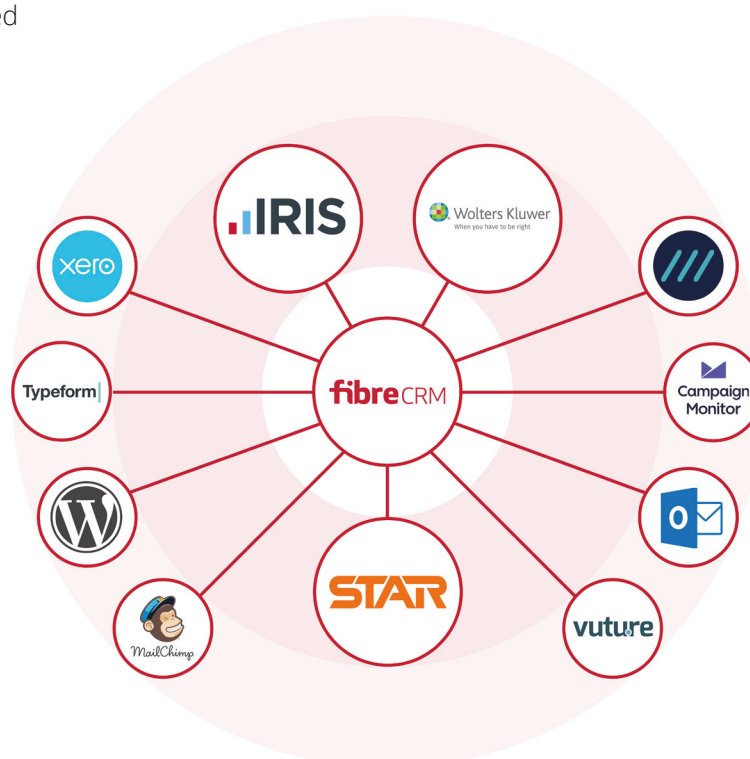 ed
IRIS
Wolters Kluwer
When you have to be right
xero
Typeform
fibreCRM
Campaign
Monitor
W
O
MailChimp
STAR
vuture